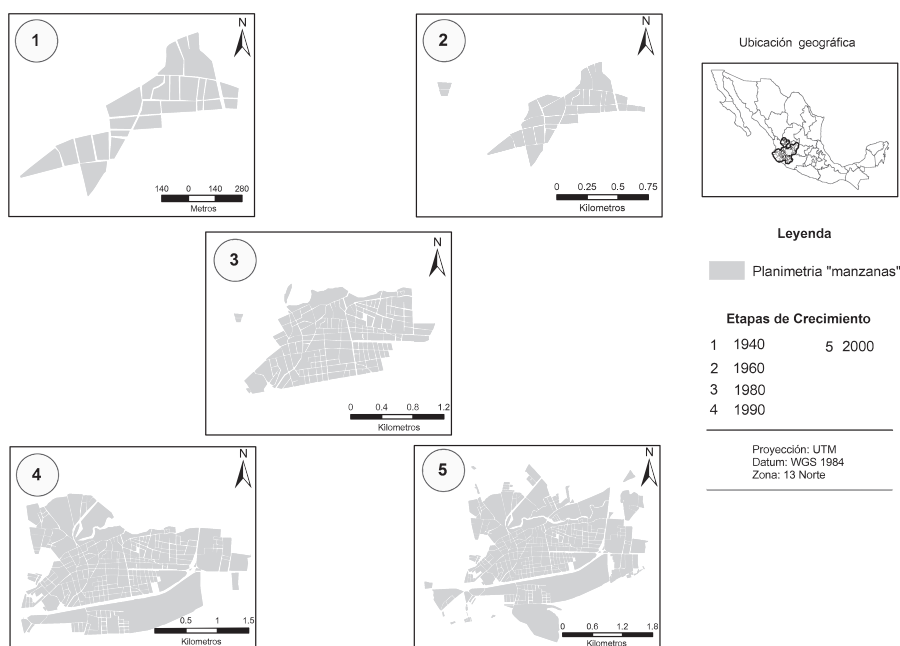 1
N
140 0 140 280
Metros
2
N
0 0.25 0.5 0.75
Kilometros
Ubicación geográfica
3
N
0 0.4 0.8 1.2
Kilometros
Leyenda
Planimetria "manzanas"
Etapas de Crecimiento
1 1940 5 2000
2 1960
3 1980
4 1990
Proyección: UTM
Datum: WGS 1984
Zona: 13 Norte
4
N
0.5 1 1.5
Kilometros
5
N
0 0.6 1.2 1.8
Kilometros